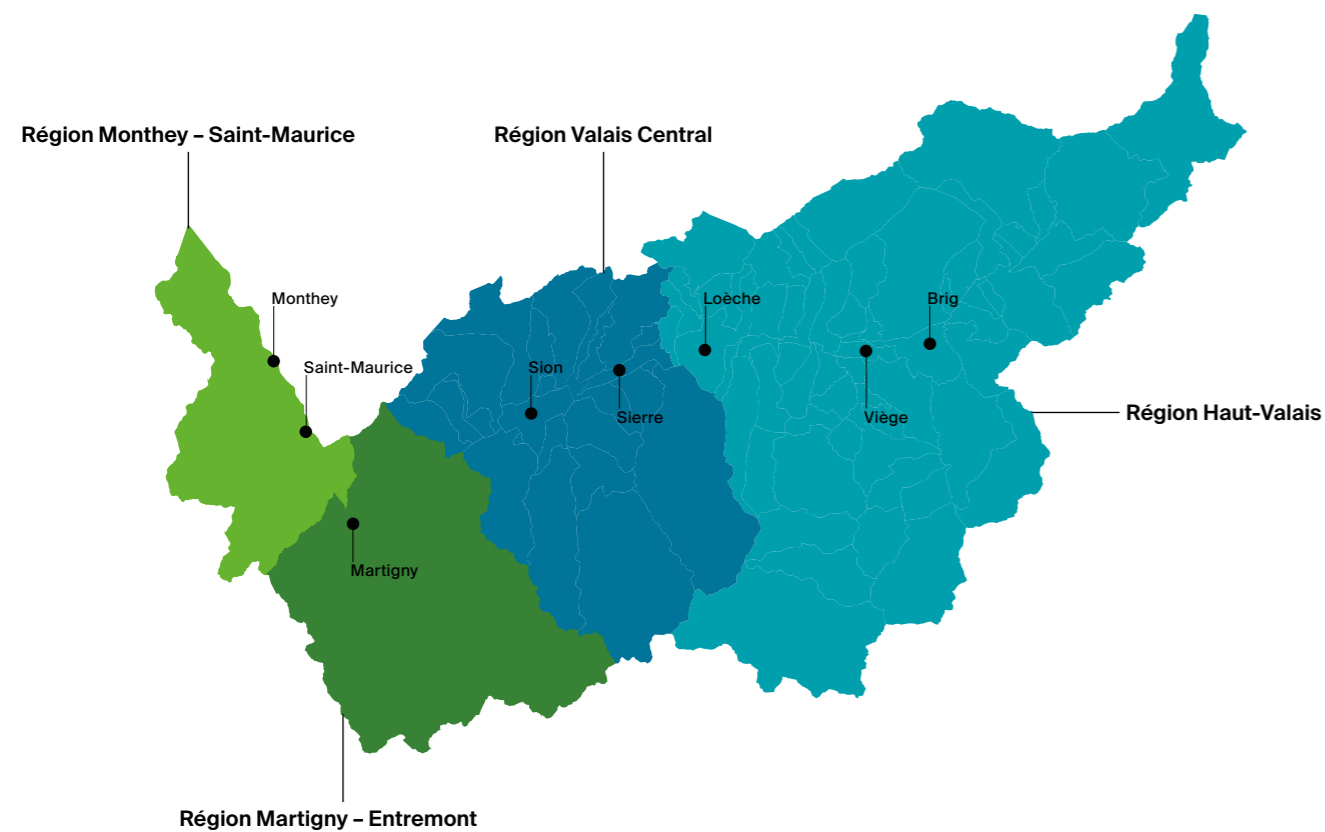 Région Monthey – Saint-Maurice
Région Valais Central
Monthey
Loèche
Brig
Saint-Maurice
Sion
Sierre
Viège
Région Haut-Valais
Martigny
Région Martigny – Entremont